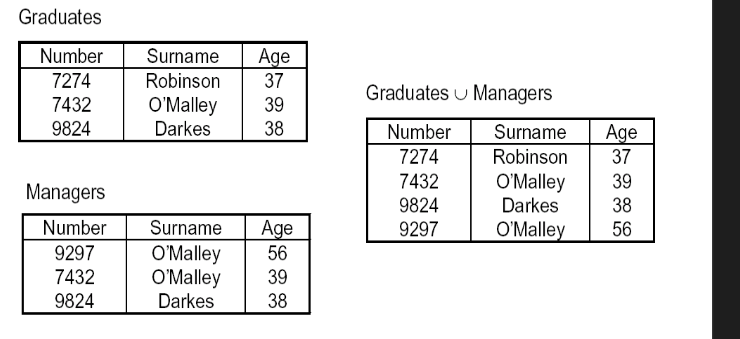 Graduates
Number Surname Age
7274 Robinson 37
7432 O'Malley 39
9824 Darkes 38
Managers
Number Surname Age
9297 O'Malley 56
7432 O'Malley 39
9824 Darkes 38
Graduates ∪ Managers
Number Surname Age
7274 Robinson 37
7432 O'Malley 39
9824 Darkes 38
9297 O'Malley 56